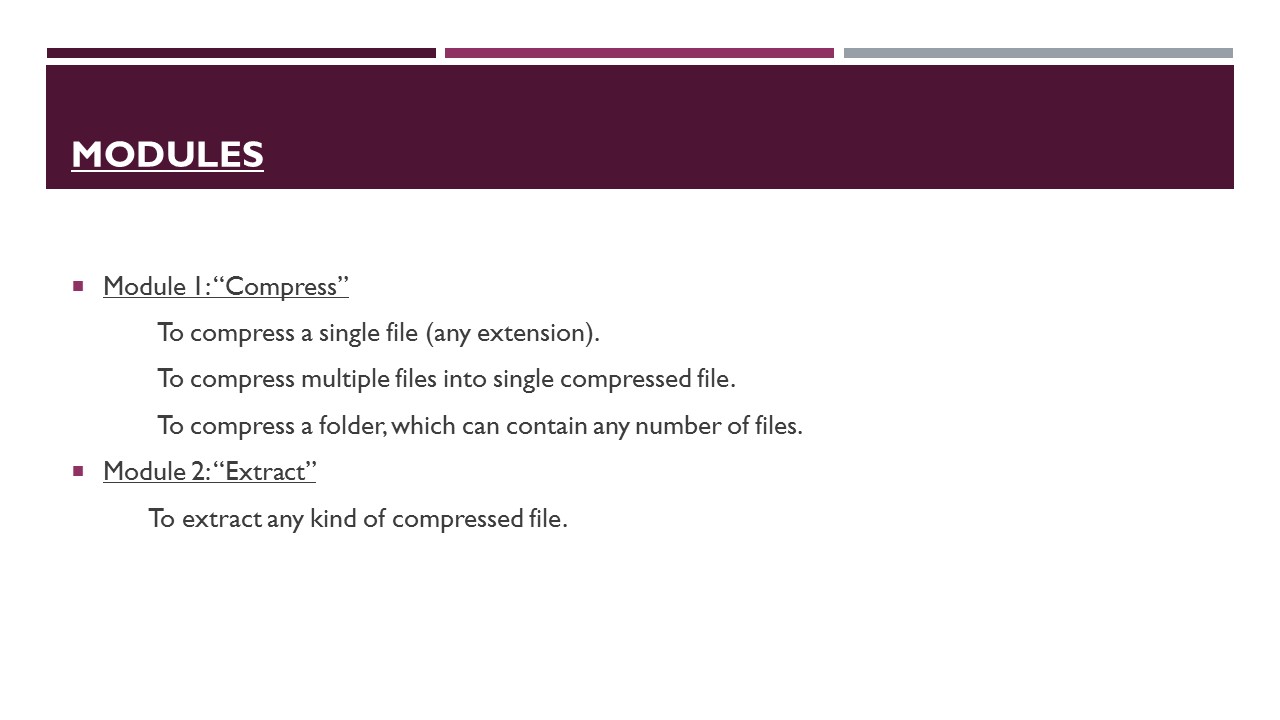 MODULES
Module 1: “Compress”
To compress a single file (any extension).
To compress multiple files into single compressed file.
To compress a folder, which can contain any number of files.
Module 2: “Extract”
To extract any kind of compressed file.